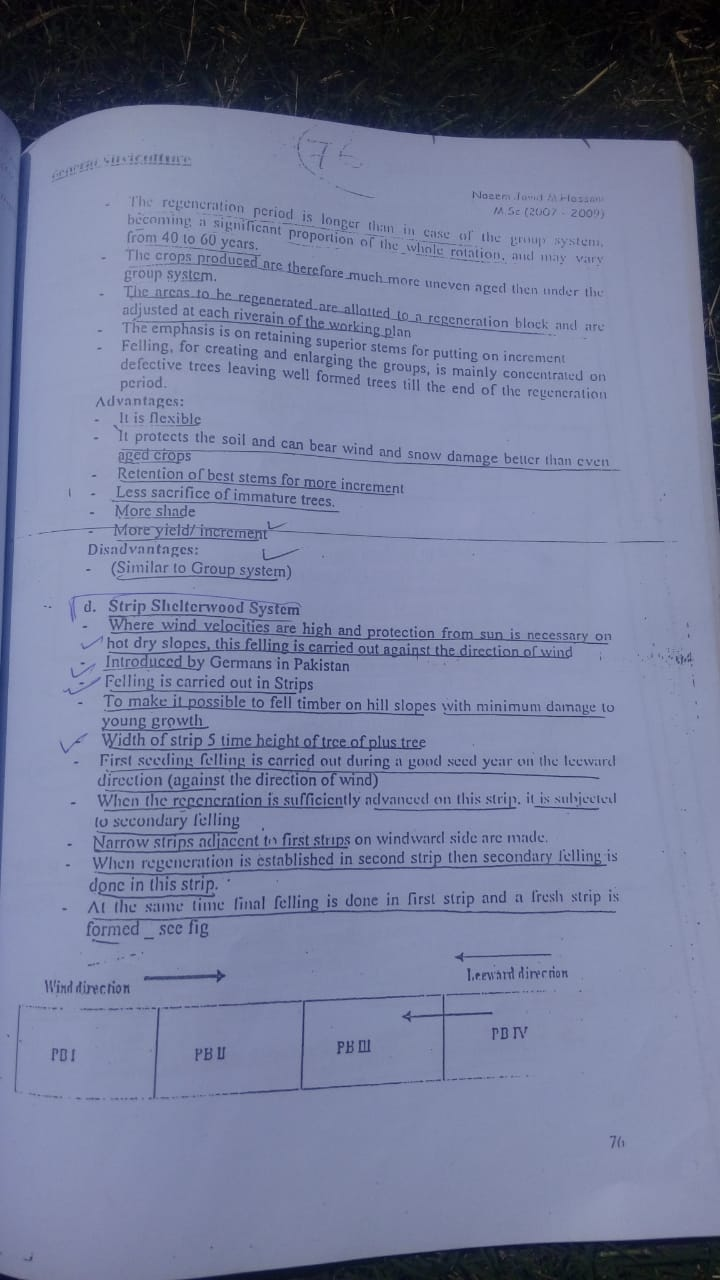 General Silviculture
76
Naeem Javid M.Hassani
M.Sc (2007 - 2009)
- The regeneration period is longer than in case of the group system,
becoming a significant proportion of the whole rotation, and may vary
from 40 to 60 years.
- The crops produced are therefore much more uneven aged then under the
group system.
- The areas to be regenerated are allotted to a regeneration block and are
adjusted at each riverain of the working plan
- The emphasis is on retaining superior stems for putting on increment
- Felling, for creating and enlarging the groups, is mainly concentrated on
defective trees leaving well formed trees till the end of the regeneration
period.
Advantages:
- It is flexible
- It protects the soil and can bear wind and snow damage better than even
aged crops
- Retention of best stems for more increment
- Less sacrifice of immature trees.
- More shade
- More yield/ increment
Disadvantages:
- (Similar to Group system)
d. Strip Shelterwood System
- Where wind velocities are high and protection from sun is necessary on
hot dry slopes, this felling is carried out against the direction of wind
- Introduced by Germans in Pakistan
- Felling is carried out in Strips
- To make it possible to fell timber on hill slopes with minimum damage to
young growth
- Width of strip 5 time height of tree of plus tree
- First seeding felling is carried out during a good seed year on the leeward
direction (against the direction of wind)
- When the regeneration is sufficiently advanced on this strip, it is subjected
to secondary felling
- Narrow strips adjacent to first strips on windward side are made.
- When regeneration is established in second strip then secondary felling is
done in this strip.
- At the same time final felling is done in first strip and a fresh strip is
formed _ see fig
Wind direction
Leeward direction
PB I
PB II
PB III
PB IV
76